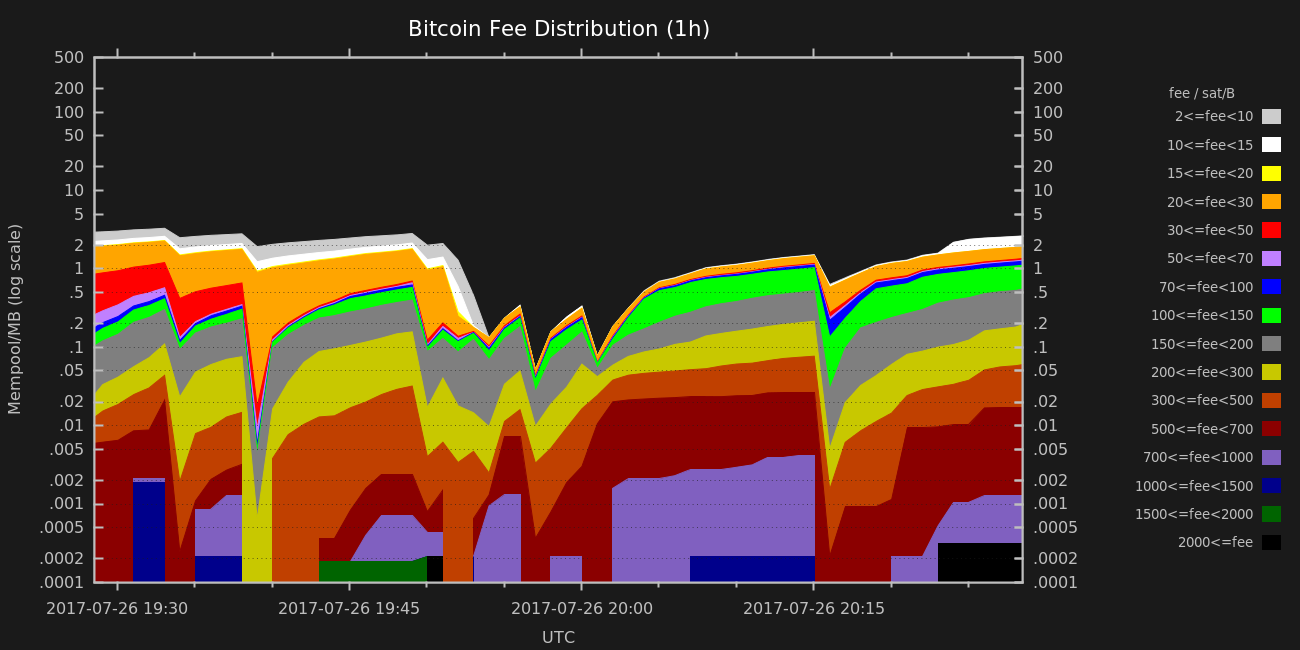 Bitcoin Fee Distribution (1h)
Mempool/MB (log scale)
500
200
100
50
20
10
5
2
1
.5
.2
.1
.05
.02
.01
.005
.002
.001
.0005
.0002
.0001
500
200
100
50
20
10
5
2
1
.5
.2
.1
.05
.02
.01
.005
.002
.001
.0005
.0002
.0001
2017-07-26 19:30
2017-07-26 19:45
2017-07-26 20:00
2017-07-26 20:15
UTC
fee / sat/B
2<=fee<10
10<=fee<15
15<=fee<20
20<=fee<30
30<=fee<50
50<=fee<70
70<=fee<100
100<=fee<150
150<=fee<200
200<=fee<300
300<=fee<500
500<=fee<700
700<=fee<1000
1000<=fee<1500
1500<=fee<2000
2000<=fee